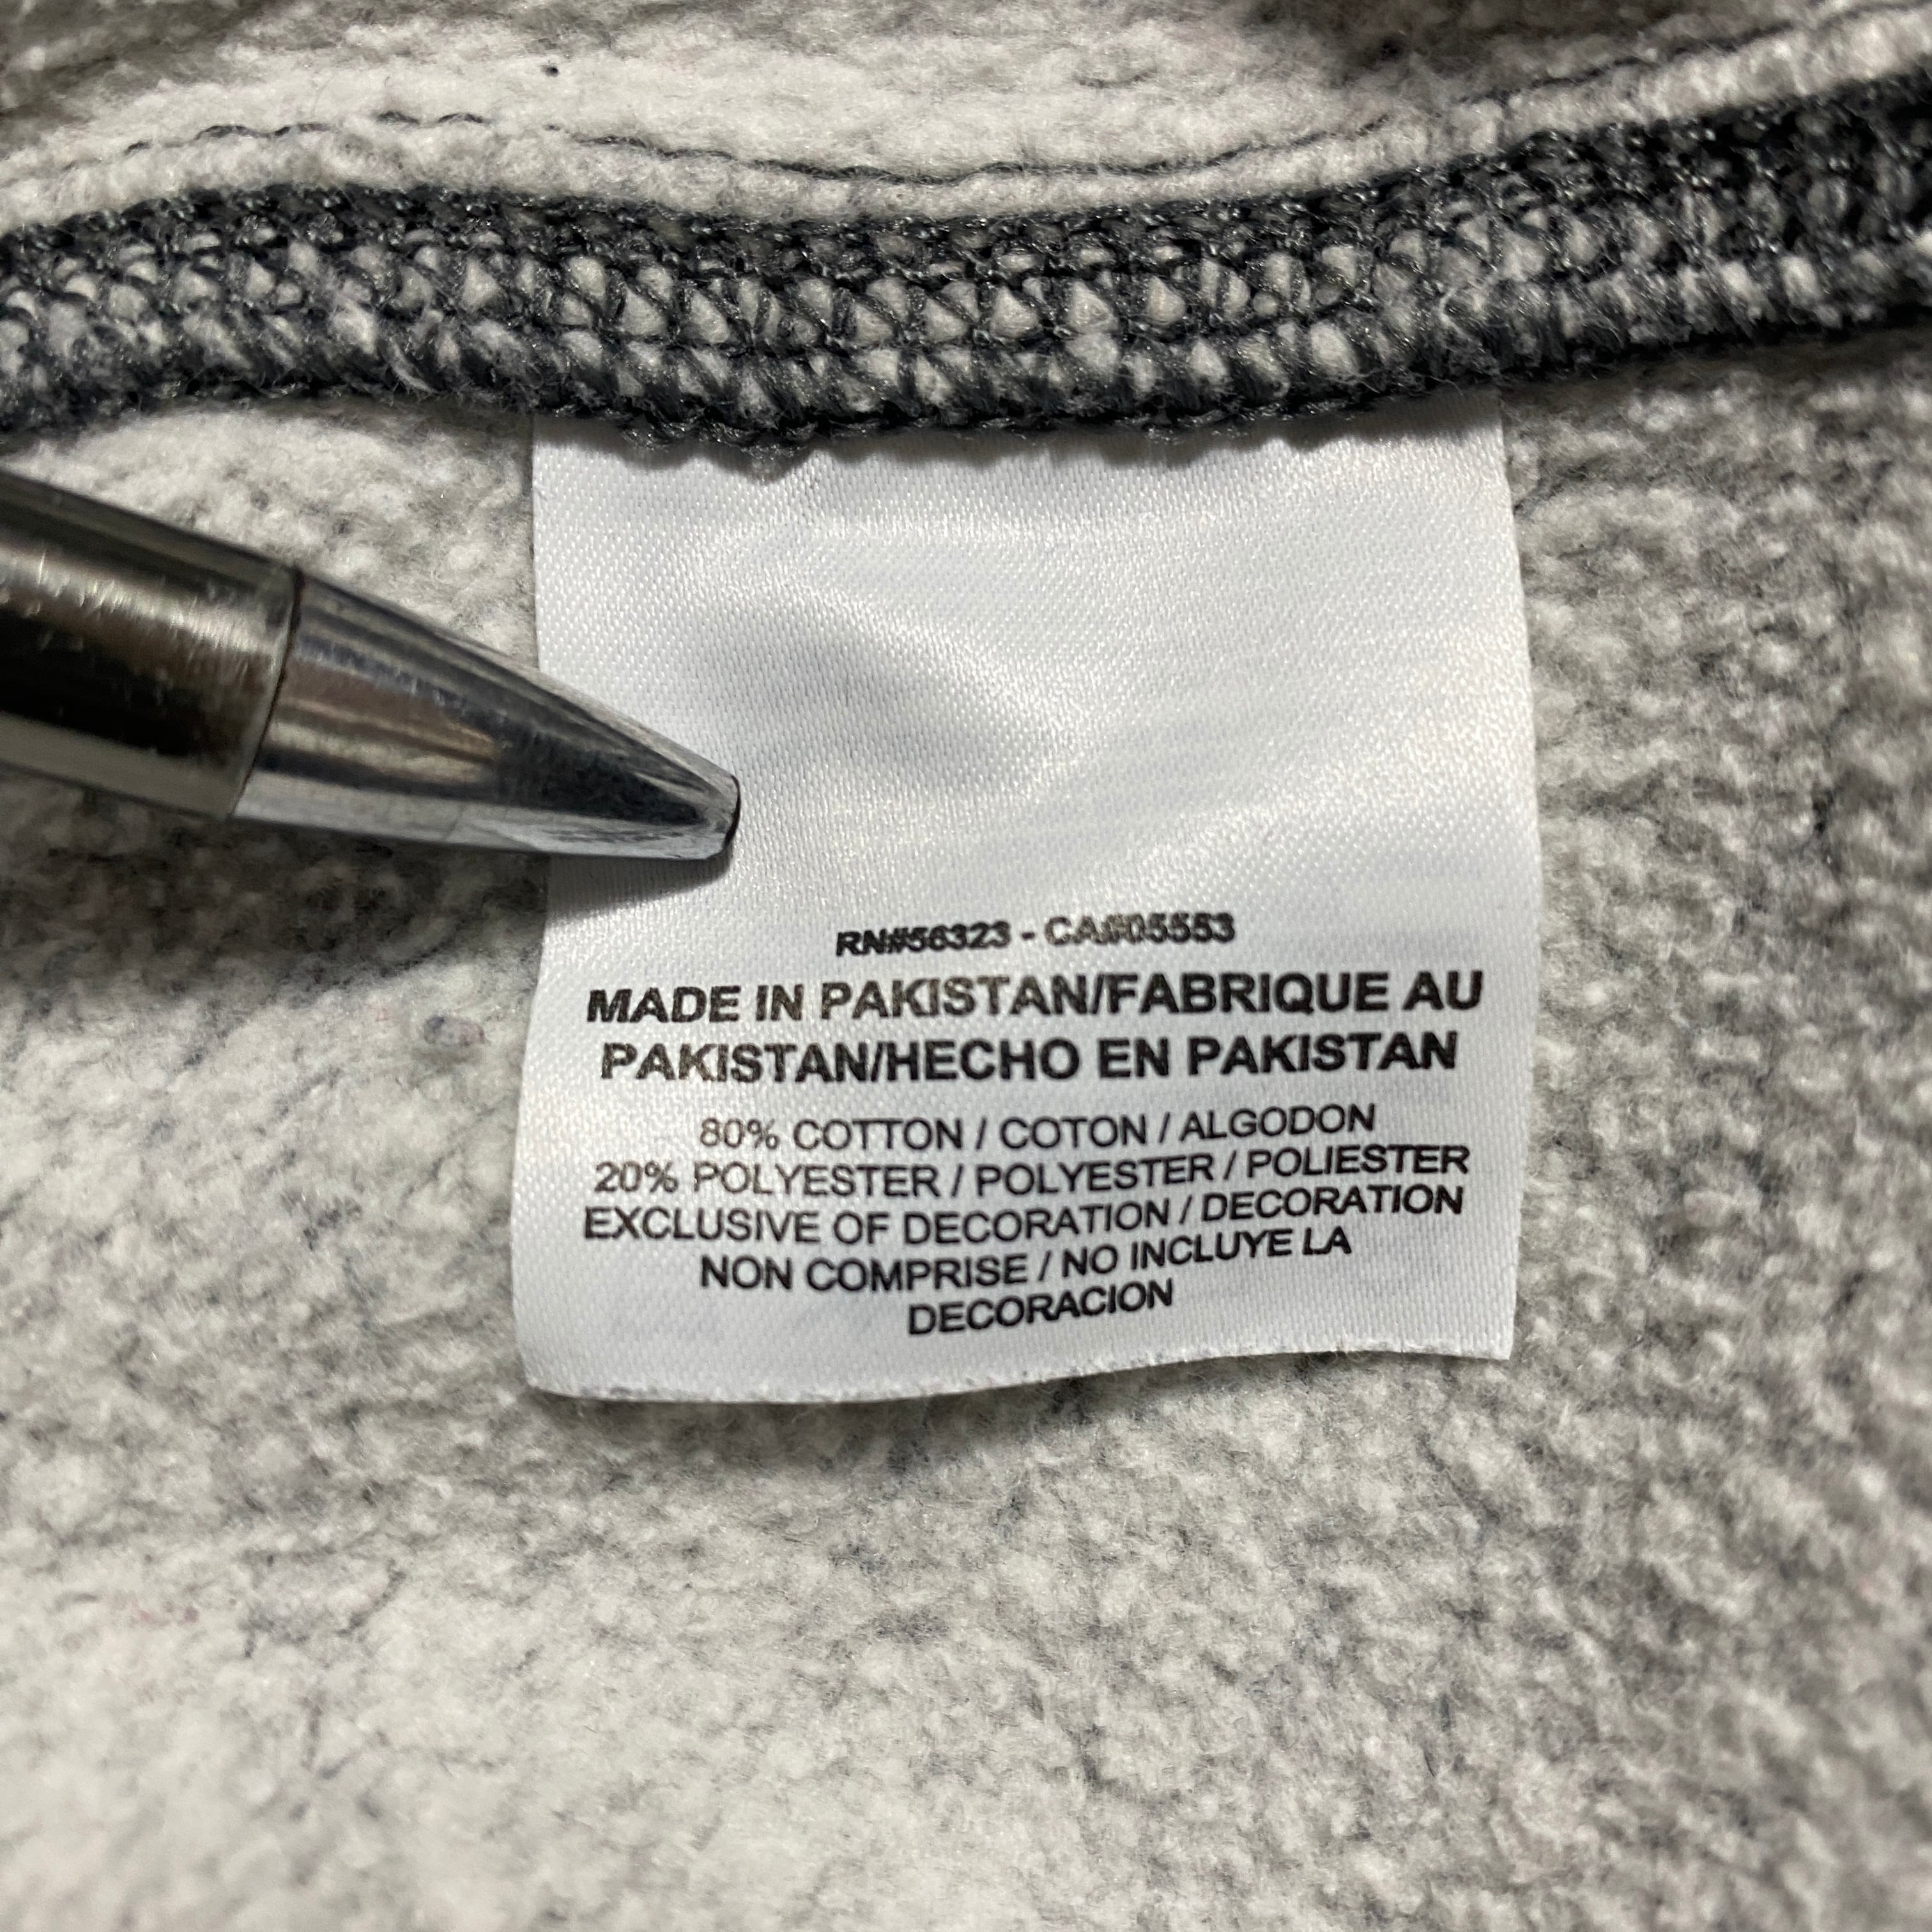 RN#56323 - CA#05553
MADE IN PAKISTAN/FABRIQUE AU
PAKISTAN/HECHO EN PAKISTAN
80% COTTON / COTON / ALGODON
20% POLYESTER / POLYESTER / POLIESTER
EXCLUSIVE OF DECORATION / DECORATION
NON COMPRISE / NO INCLUYE LA
DECORACION